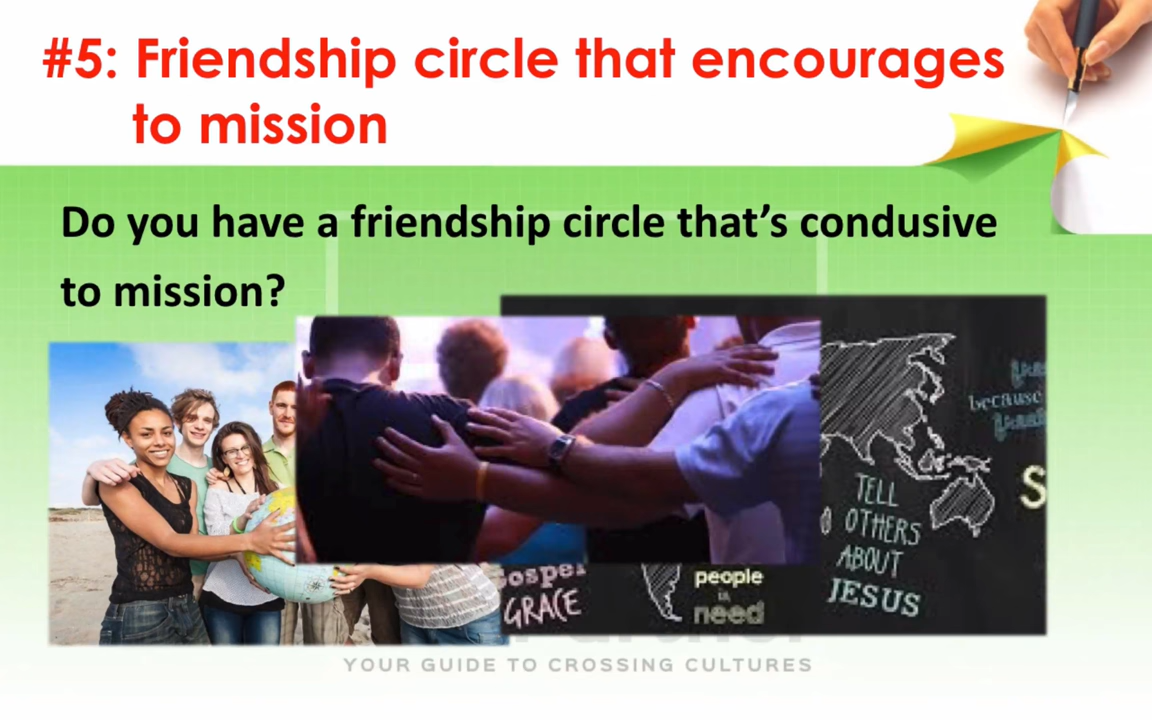 #5: Friendship circle that encourages
to mission
Do you have a friendship circle that's condusive
to mission?
because
TELL
OTHERS
ABOUT
JESUS
Gospel
GRACE
people
in
need
YOUR GUIDE TO CROSSING CULTURES